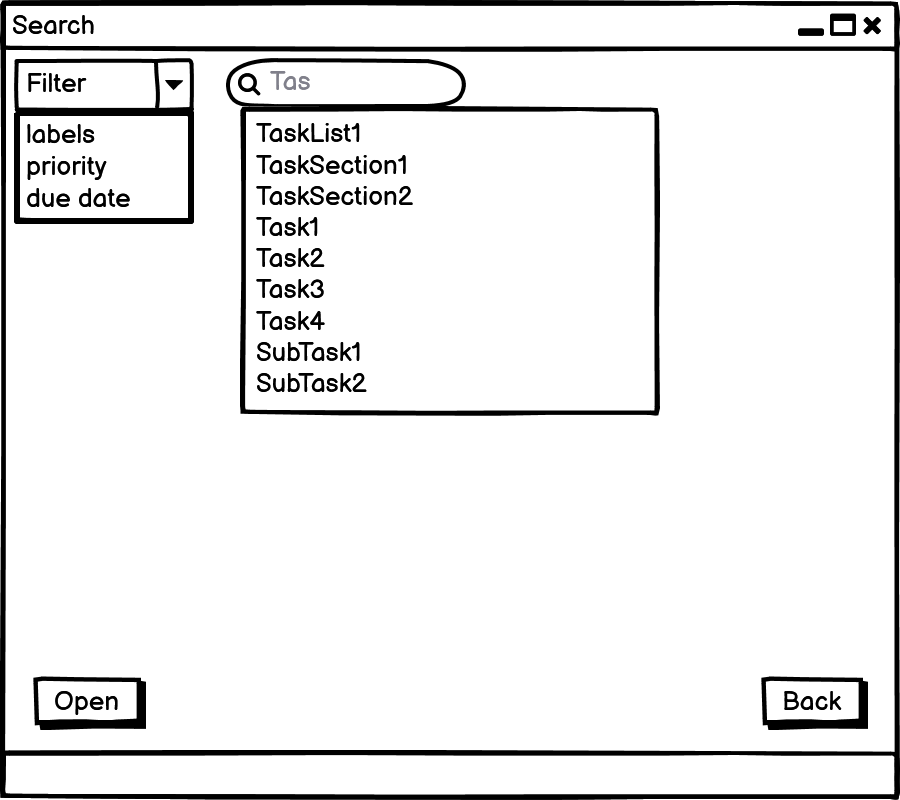 Search
Filter
labels
priority
due date
Tas
TaskList1
TaskSection1
TaskSection2
Task1
Task2
Task3
Task4
SubTask1
SubTask2
Open
Back